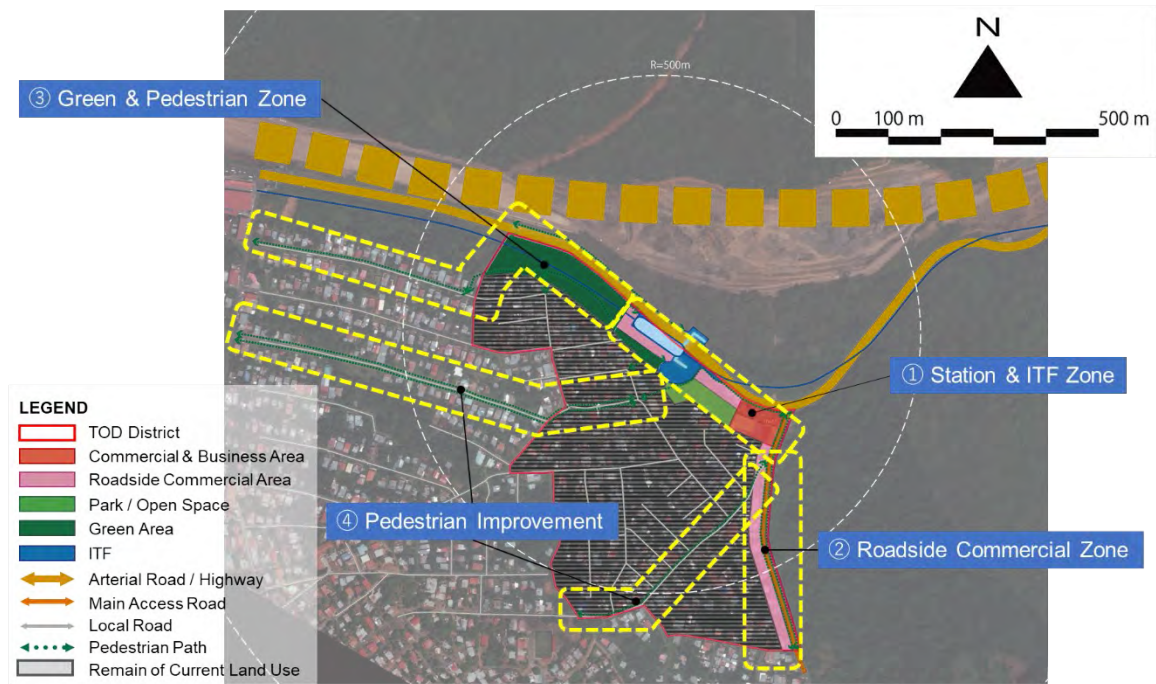 N
0 100 m 500 m
R=500m
③ Green & Pedestrian Zone
① Station & ITF Zone
④ Pedestrian Improvement
② Roadside Commercial Zone
LEGEND
TOD District
Commercial & Business Area
Roadside Commercial Area
Park / Open Space
Green Area
ITF
Arterial Road / Highway
Main Access Road
Local Road
Pedestrian Path
Remain of Current Land Use